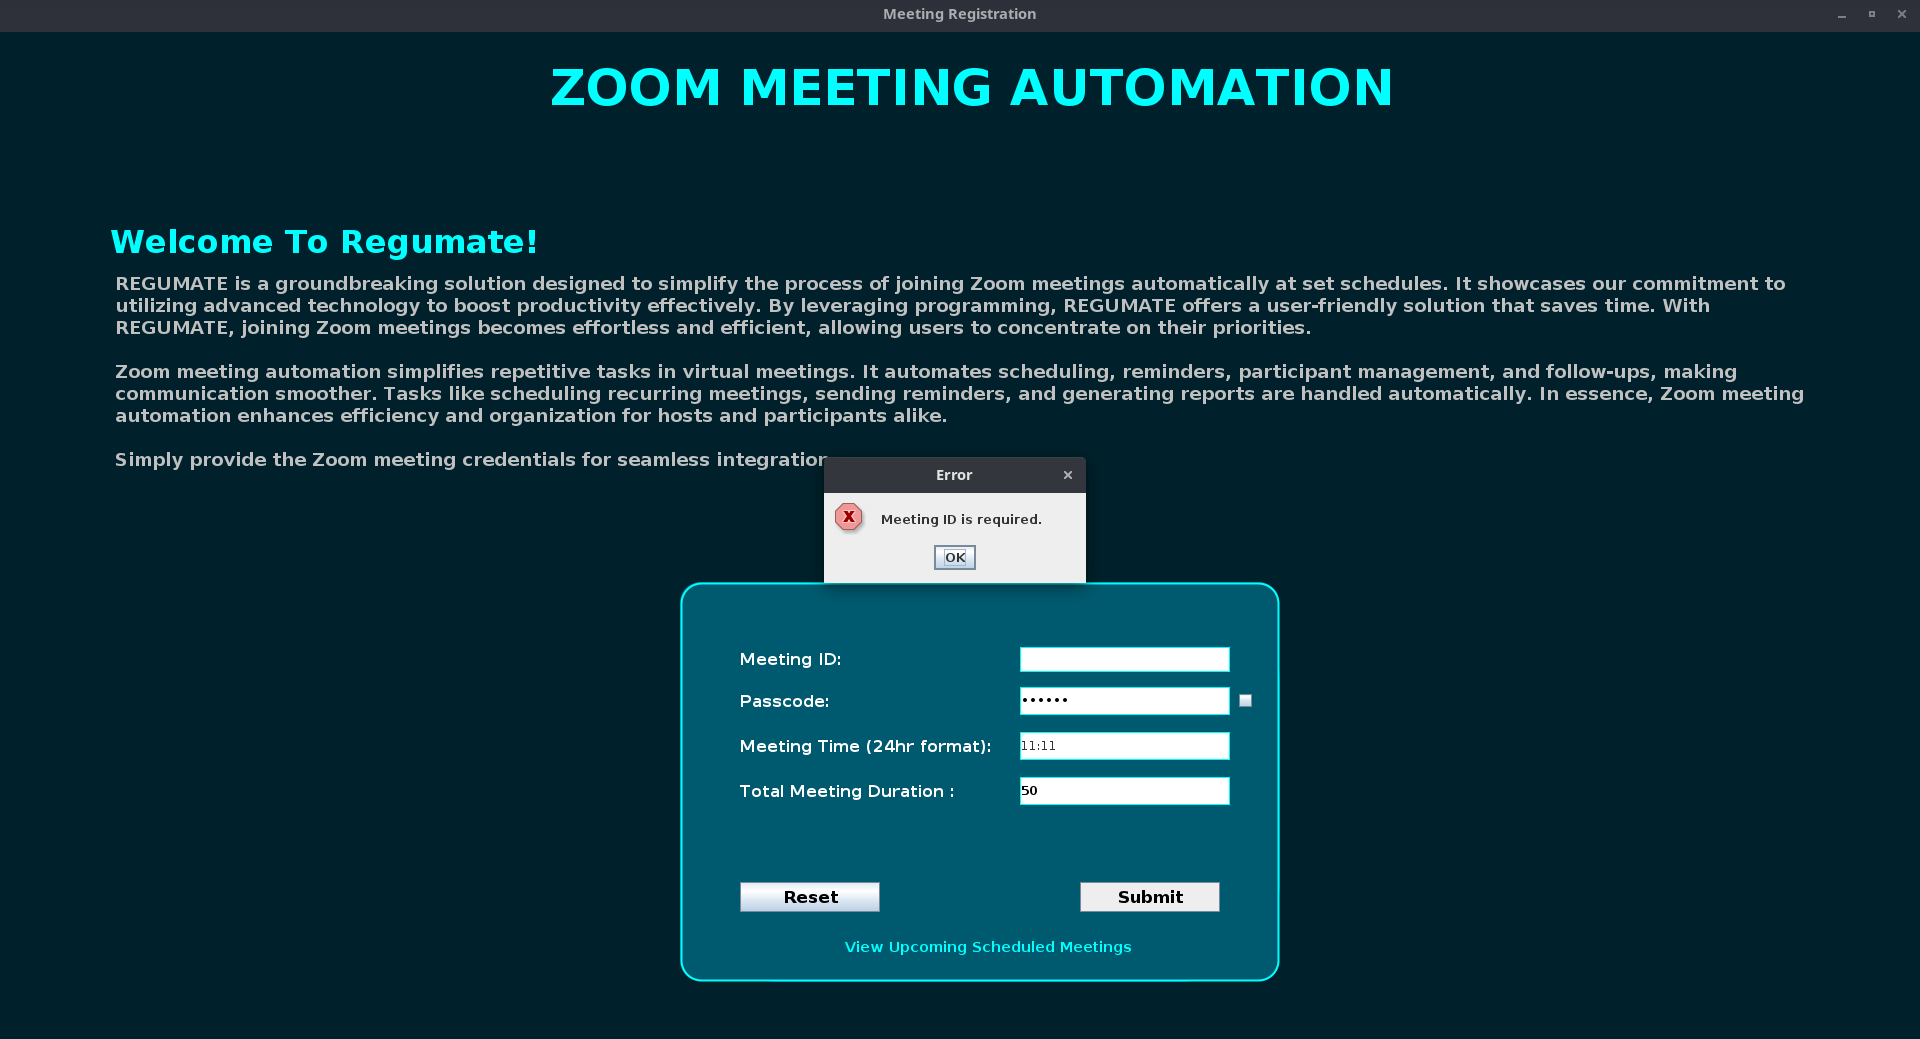 Meeting Registration
ZOOM MEETING AUTOMATION
Welcome To Regumate!
REGUMATE is a groundbreaking solution designed to simplify the process of joining Zoom meetings automatically at set schedules. It showcases our commitment to
utilizing advanced technology to boost productivity effectively. By leveraging programming, REGUMATE offers a user-friendly solution that saves time. With
REGUMATE, joining Zoom meetings becomes effortless and efficient, allowing users to concentrate on their priorities.
Zoom meeting automation simplifies repetitive tasks in virtual meetings. It automates scheduling, reminders, participant management, and follow-ups, making
communication smoother. Tasks like scheduling recurring meetings, sending reminders, and generating reports are handled automatically. In essence, Zoom meeting
automation enhances efficiency and organization for hosts and participants alike.
Simply provide the Zoom meeting credentials for seamless integration
Error
X Meeting ID is required.
OK
Meeting ID:
Passcode: ••••••
Meeting Time (24hr format): 11:11
Total Meeting Duration : 50
Reset Submit
View Upcoming Scheduled Meetings